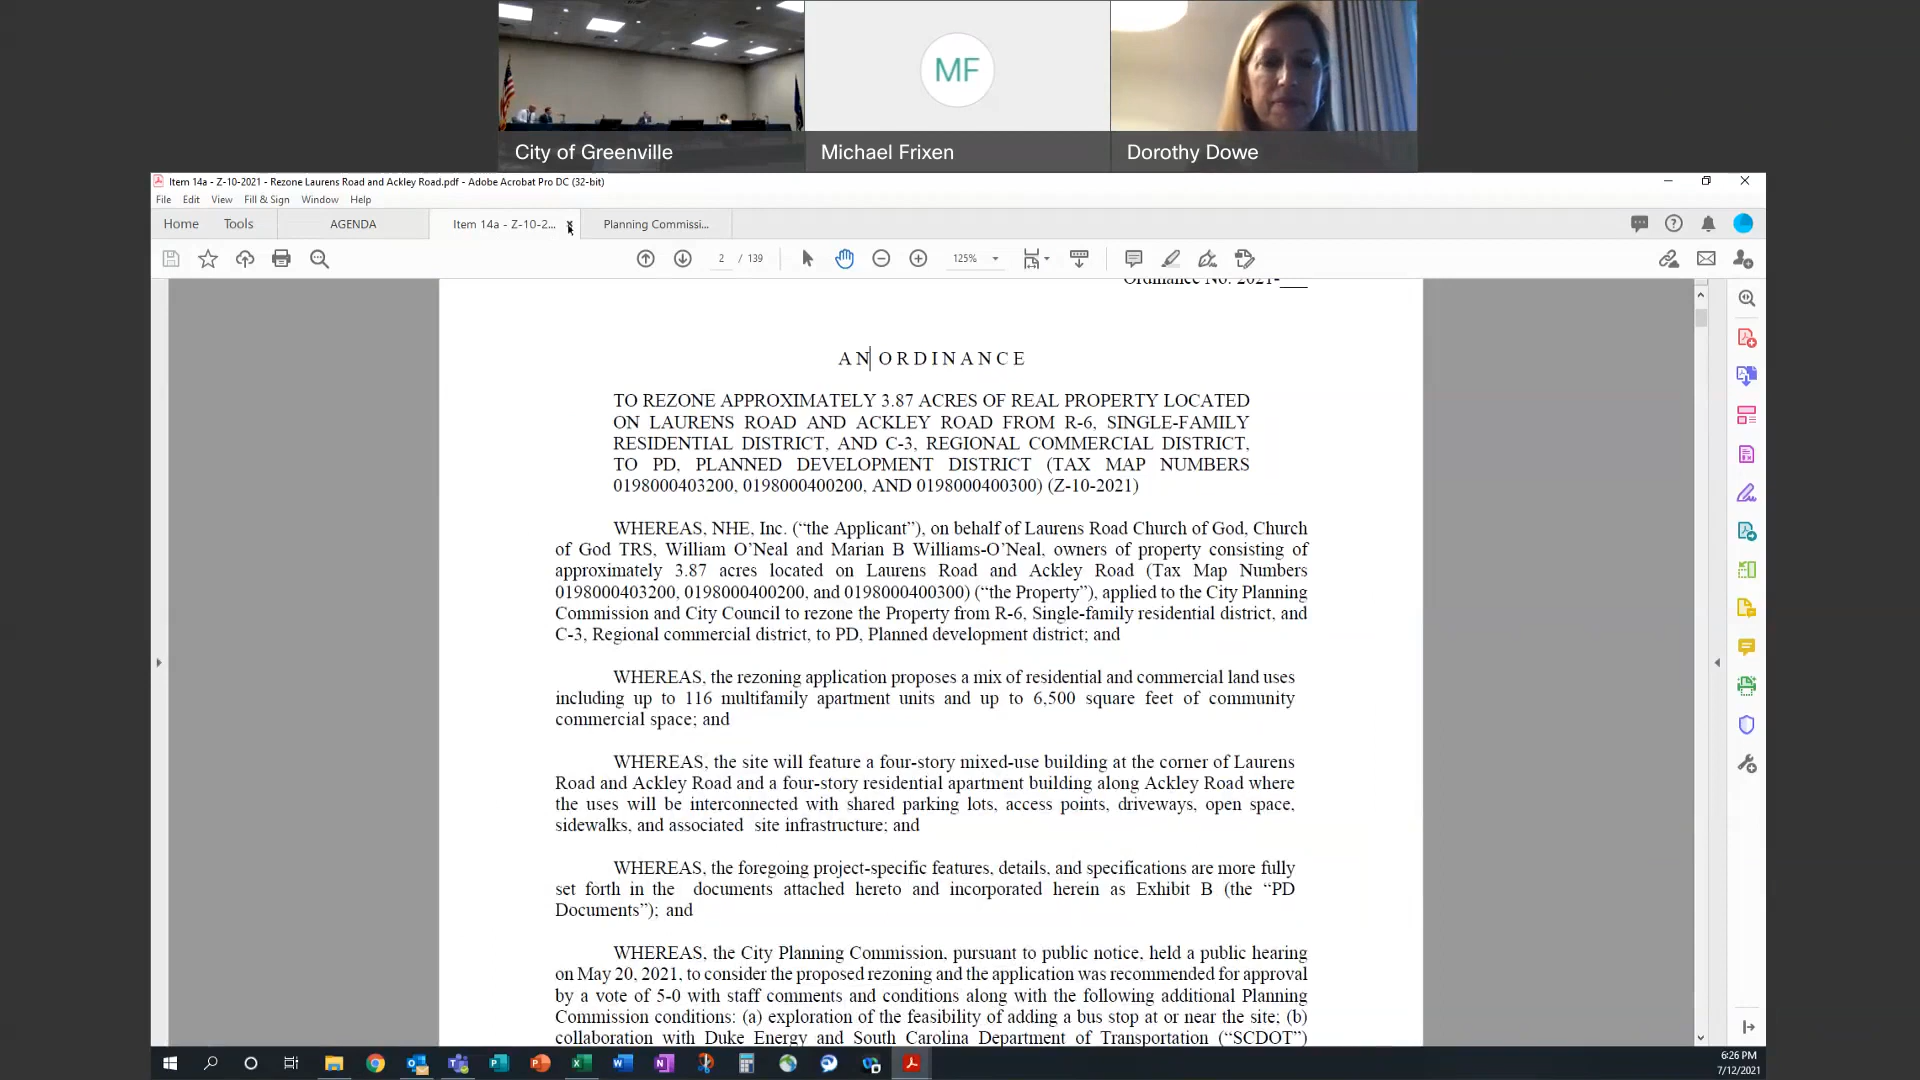 MF
City of Greenville
Michael Frixen
Dorothy Dowe
Item 14a - Z-10-2021 - Rezone Laurens Road and Ackley Road.pdf - Adobe Acrobat Pro DC (32-bit)
File Edit View Fill & Sign Window Help
Home Tools AGENDA Item 14a - Z-10-2... Planning Commissi...
2 / 139 125%
Ordinance No. 2021-___
AN ORDINANCE
TO REZONE APPROXIMATELY 3.87 ACRES OF REAL PROPERTY LOCATED
ON LAURENS ROAD AND ACKLEY ROAD FROM R-6, SINGLE-FAMILY
RESIDENTIAL DISTRICT, AND C-3, REGIONAL COMMERCIAL DISTRICT,
TO PD, PLANNED DEVELOPMENT DISTRICT (TAX MAP NUMBERS
0198000403200, 0198000400200, AND 0198000400300) (Z-10-2021)
WHEREAS, NHE, Inc. (“the Applicant”), on behalf of Laurens Road Church of God, Church
of God TRS, William O’Neal and Marian B Williams-O’Neal, owners of property consisting of
approximately 3.87 acres located on Laurens Road and Ackley Road (Tax Map Numbers
0198000403200, 0198000400200, and 0198000400300) (“the Property”), applied to the City Planning
Commission and City Council to rezone the Property from R-6, Single-family residential district, and
C-3, Regional commercial district, to PD, Planned development district; and
WHEREAS, the rezoning application proposes a mix of residential and commercial land uses
including up to 116 multifamily apartment units and up to 6,500 square feet of community
commercial space; and
WHEREAS, the site will feature a four-story mixed-use building at the corner of Laurens
Road and Ackley Road and a four-story residential apartment building along Ackley Road where
the uses will be interconnected with shared parking lots, access points, driveways, open space,
sidewalks, and associated site infrastructure; and
WHEREAS, the foregoing project-specific features, details, and specifications are more fully
set forth in the documents attached hereto and incorporated herein as Exhibit B (the “PD
Documents”); and
WHEREAS, the City Planning Commission, pursuant to public notice, held a public hearing
on May 20, 2021, to consider the proposed rezoning and the application was recommended for approval
by a vote of 5-0 with staff comments and conditions along with the following additional Planning
Commission conditions: (a) exploration of the feasibility of adding a bus stop at or near the site; (b)
collaboration with Duke Energy and South Carolina Department of Transportation (“SCDOT”)
6:26 PM
7/12/2021